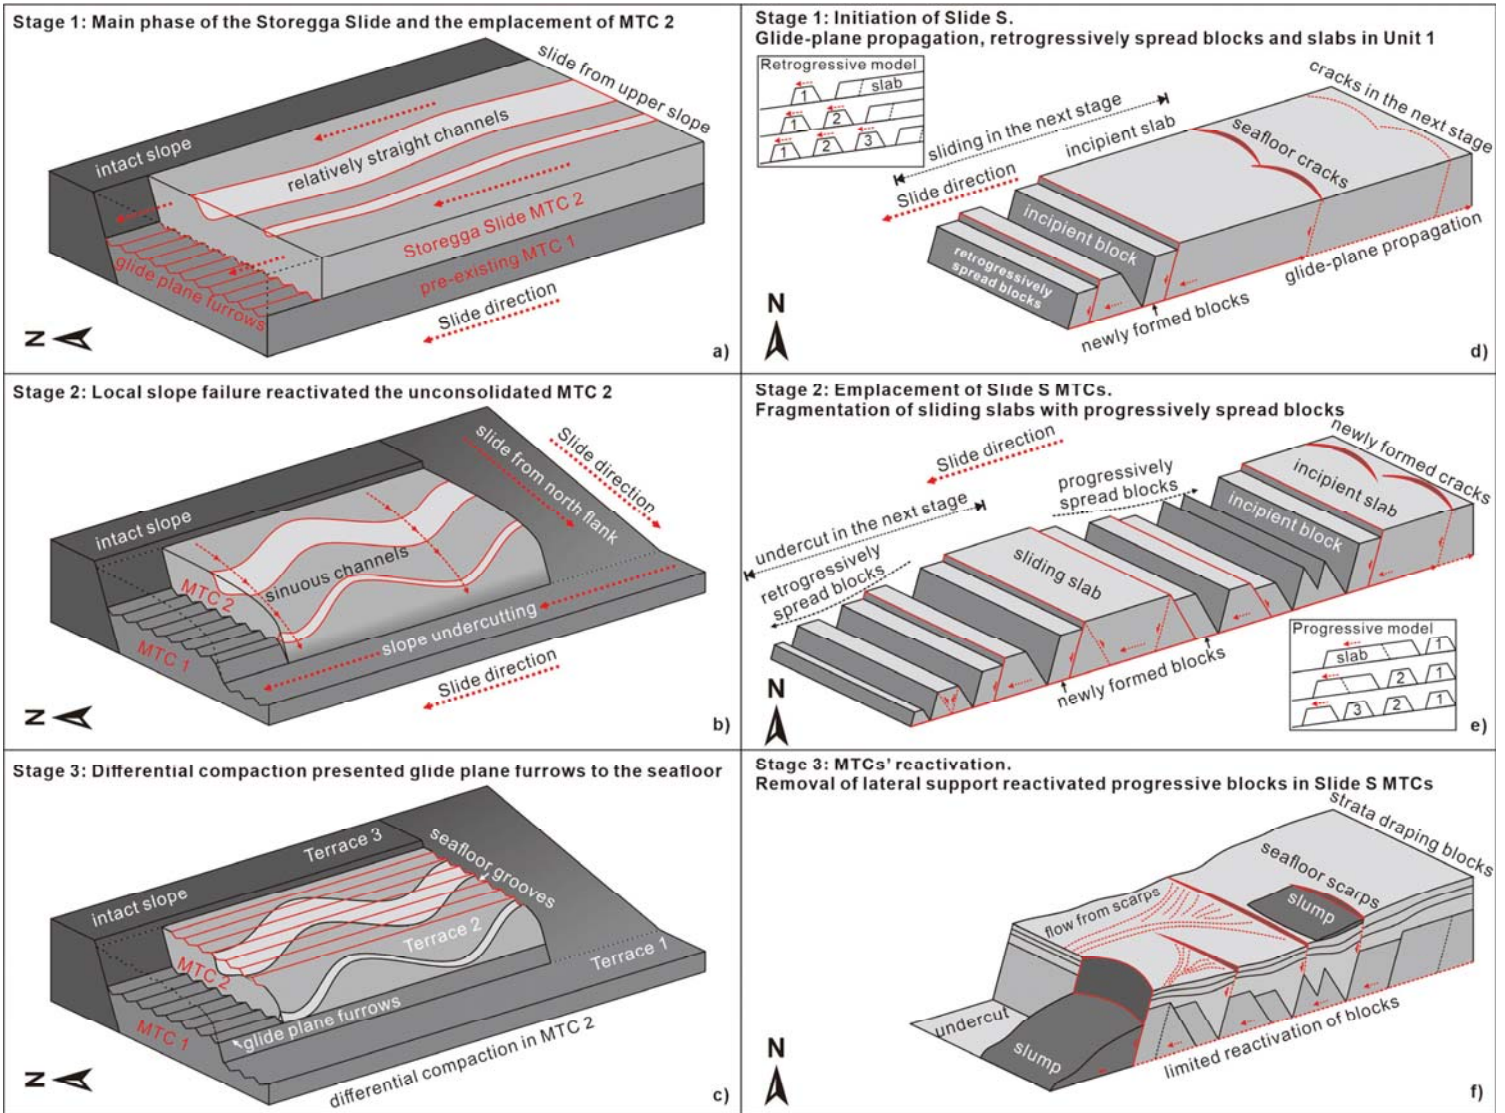 Stage 1: Main phase of the Storegga Slide and the emplacement of MTC 2
slide from upper slope
intact slope
relatively straight channels
Storegga Slide MTC 2
pre-existing MTC 1
glide plane furrows
Slide direction
N
a)
Stage 2: Local slope failure reactivated the unconsolidated MTC 2
Slide direction
slide from north flank
intact slope
sinuous channels
MTC 2
MTC 1
slope undercutting
Slide direction
N
b)
Stage 3: Differential compaction presented glide plane furrows to the seafloor
Terrace 3
seafloor grooves
intact slope
Terrace 2
Terrace 1
MTC 2
MTC 1
glide plane furrows
differential compaction in MTC 2
N
c)
Stage 1: Initiation of Slide S.
Glide-plane propagation, retrogressively spread blocks and slabs in Unit 1
Retrogressive model
slab
1
1
2
1
2
3
sliding in the next stage
Slide direction
incipient slab
cracks in the next stage
seafloor cracks
incipient block
retrogressively
spread blocks
glide-plane propagation
newly formed blocks
N
d)
Stage 2: Emplacement of Slide S MTCs.
Fragmentation of sliding slabs with progressively spread blocks
Slide direction
newly formed cracks
progressively
spread blocks
incipient slab
incipient block
undercut in the next stage
retrogressively
spread blocks
sliding slab
newly formed blocks
Progressive model
slab
1
2
1
3
2
1
N
e)
Stage 3: MTCs' reactivation.
Removal of lateral support reactivated progressive blocks in Slide S MTCs
strata draping blocks
seafloor scarps
slump
flow from scarps
undercut
slump
limited reactivation of blocks
N
f)